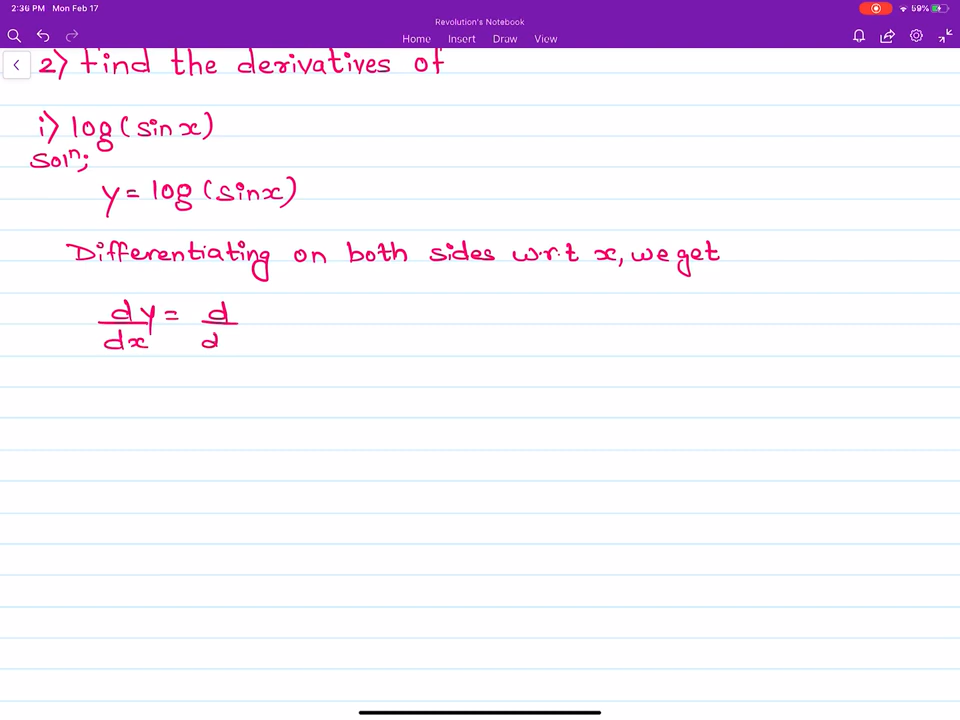 2:36 PM Mon Feb 17
59%
Revolution's Notebook
Home Insert Draw View
2) Find the derivatives of
i) log(sin x)
Solⁿ;
y = log (sinx)
Differentiating on both sides w.r.t x, we get
dy/dx = d/d